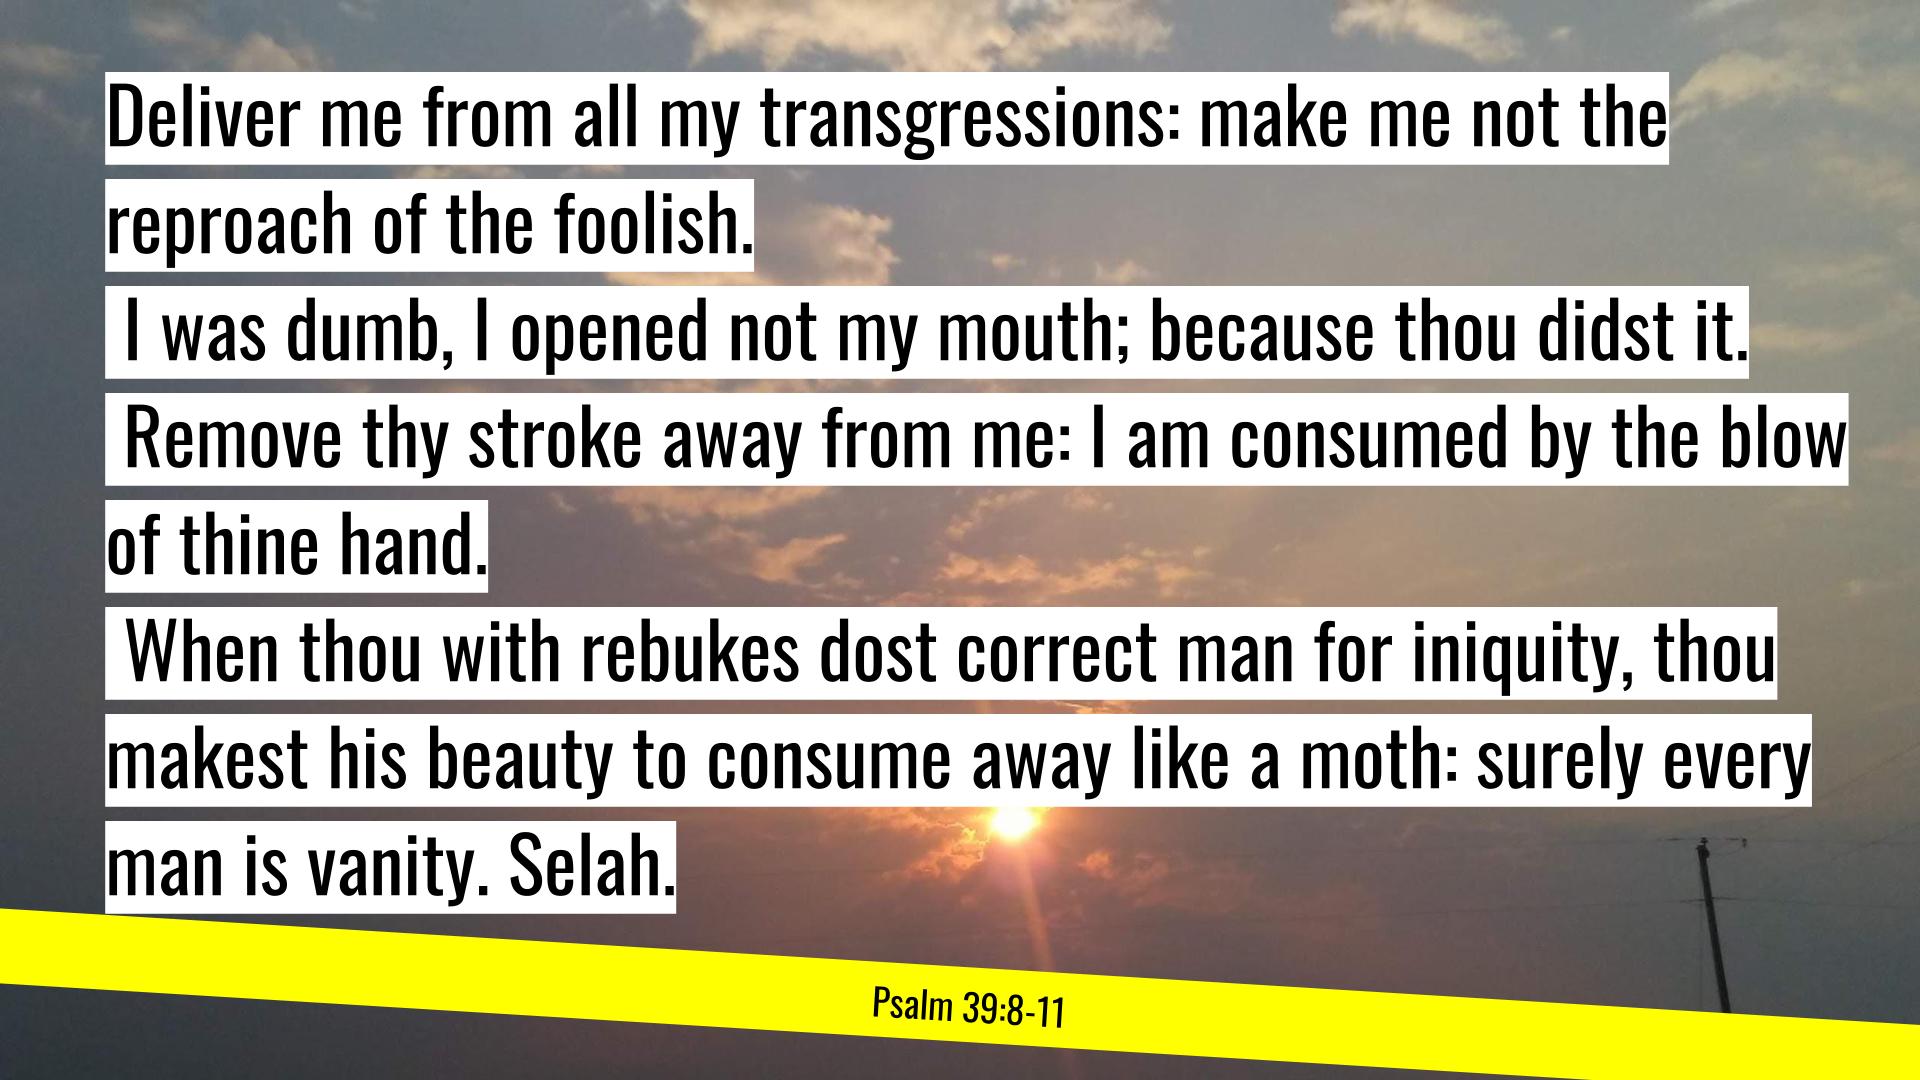 Deliver me from all my transgressions: make me not the
reproach of the foolish.
I was dumb, I opened not my mouth; because thou didst it.
Remove thy stroke away from me: I am consumed by the blow
of thine hand.
When thou with rebukes dost correct man for iniquity, thou
makest his beauty to consume away like a moth: surely every
man is vanity. Selah.
Psalm 39:8-11